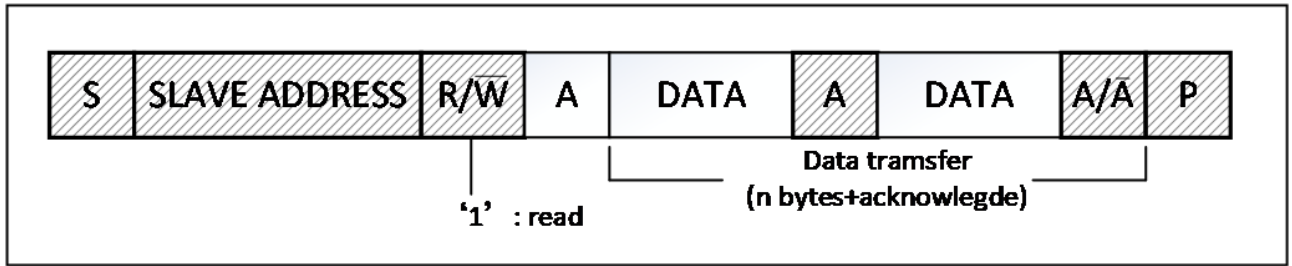 S SLAVE ADDRESS R/W̅ A DATA A DATA A/A̅ P
Data tramsfer
(n bytes+acknowlegde)
‘1’ : read